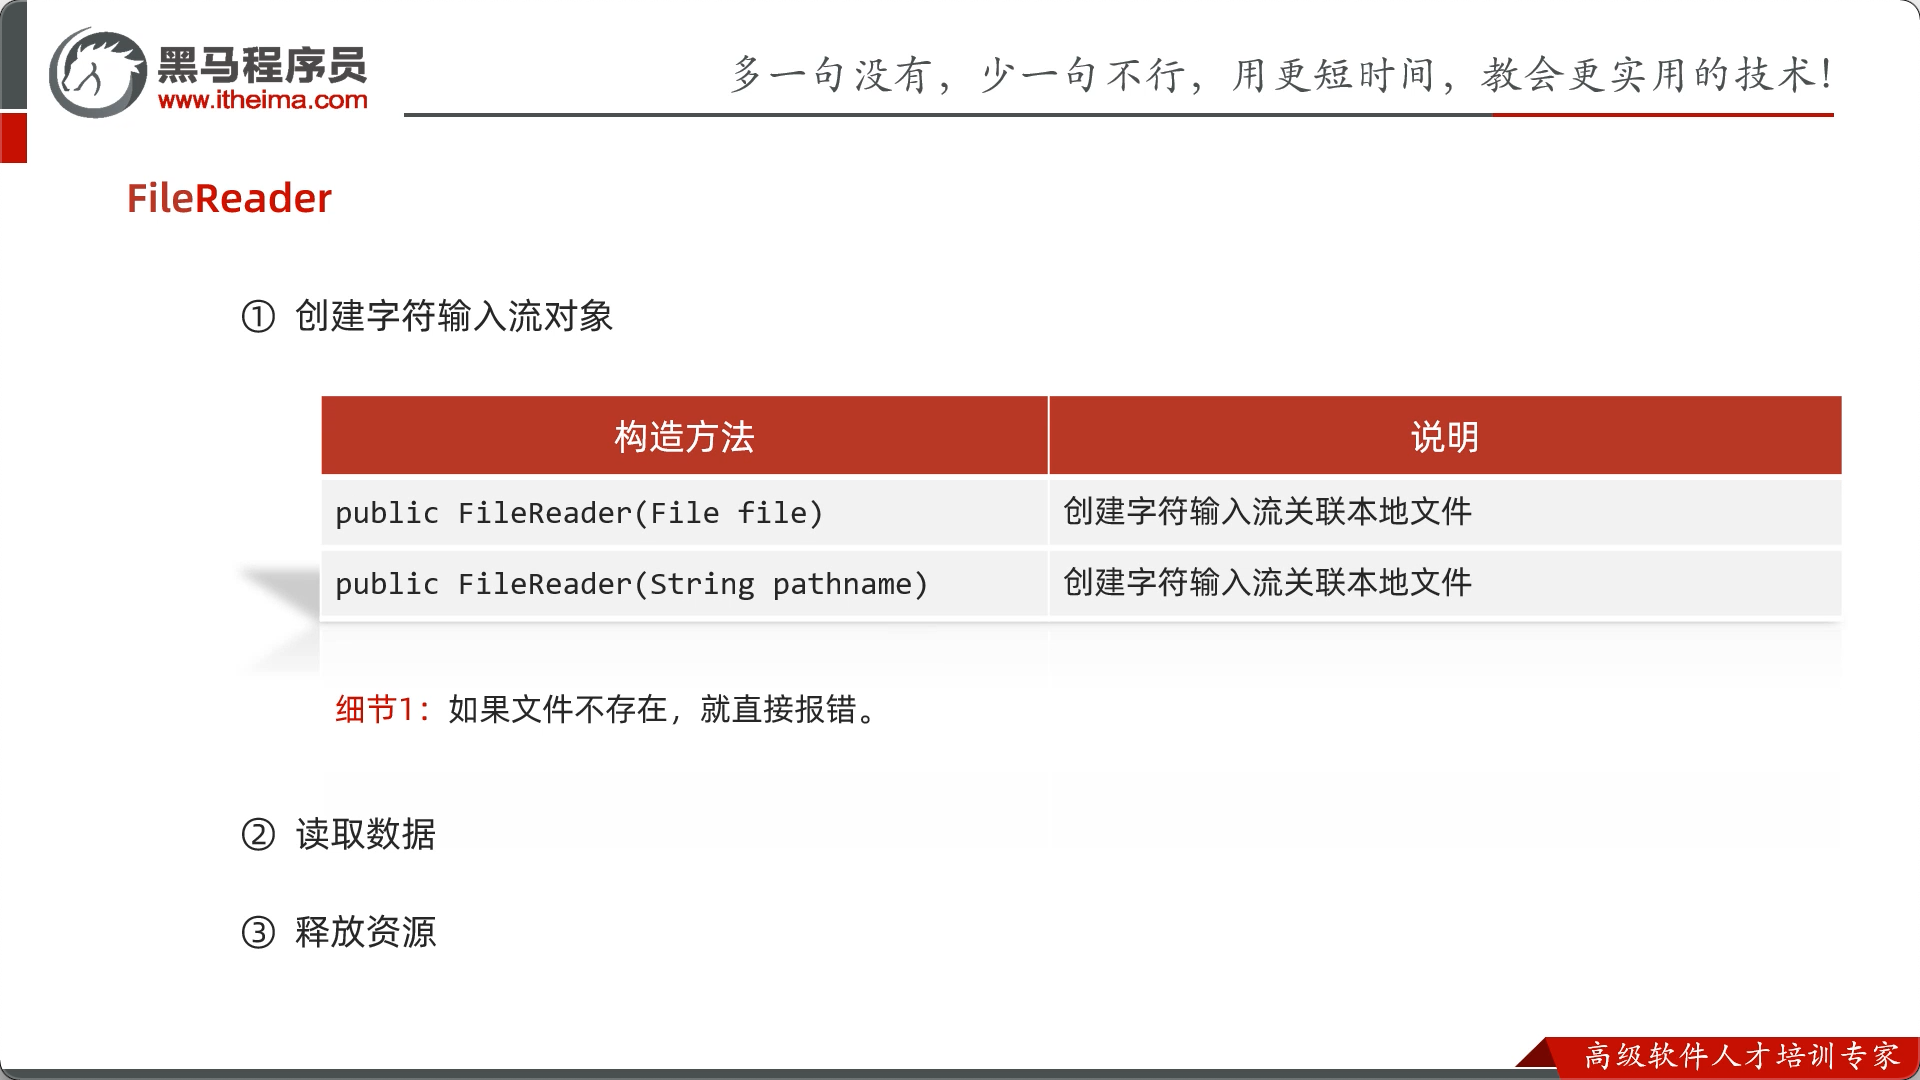 黑马程序员
www.itheima.com
多一句没有，少一句不行，用更短时间，教会更实用的技术！
FileReader
① 创建字符输入流对象
构造方法 说明
public FileReader(File file) 创建字符输入流关联本地文件
public FileReader(String pathname) 创建字符输入流关联本地文件
细节1：如果文件不存在，就直接报错。
② 读取数据
③ 释放资源
高级软件人才培训专家